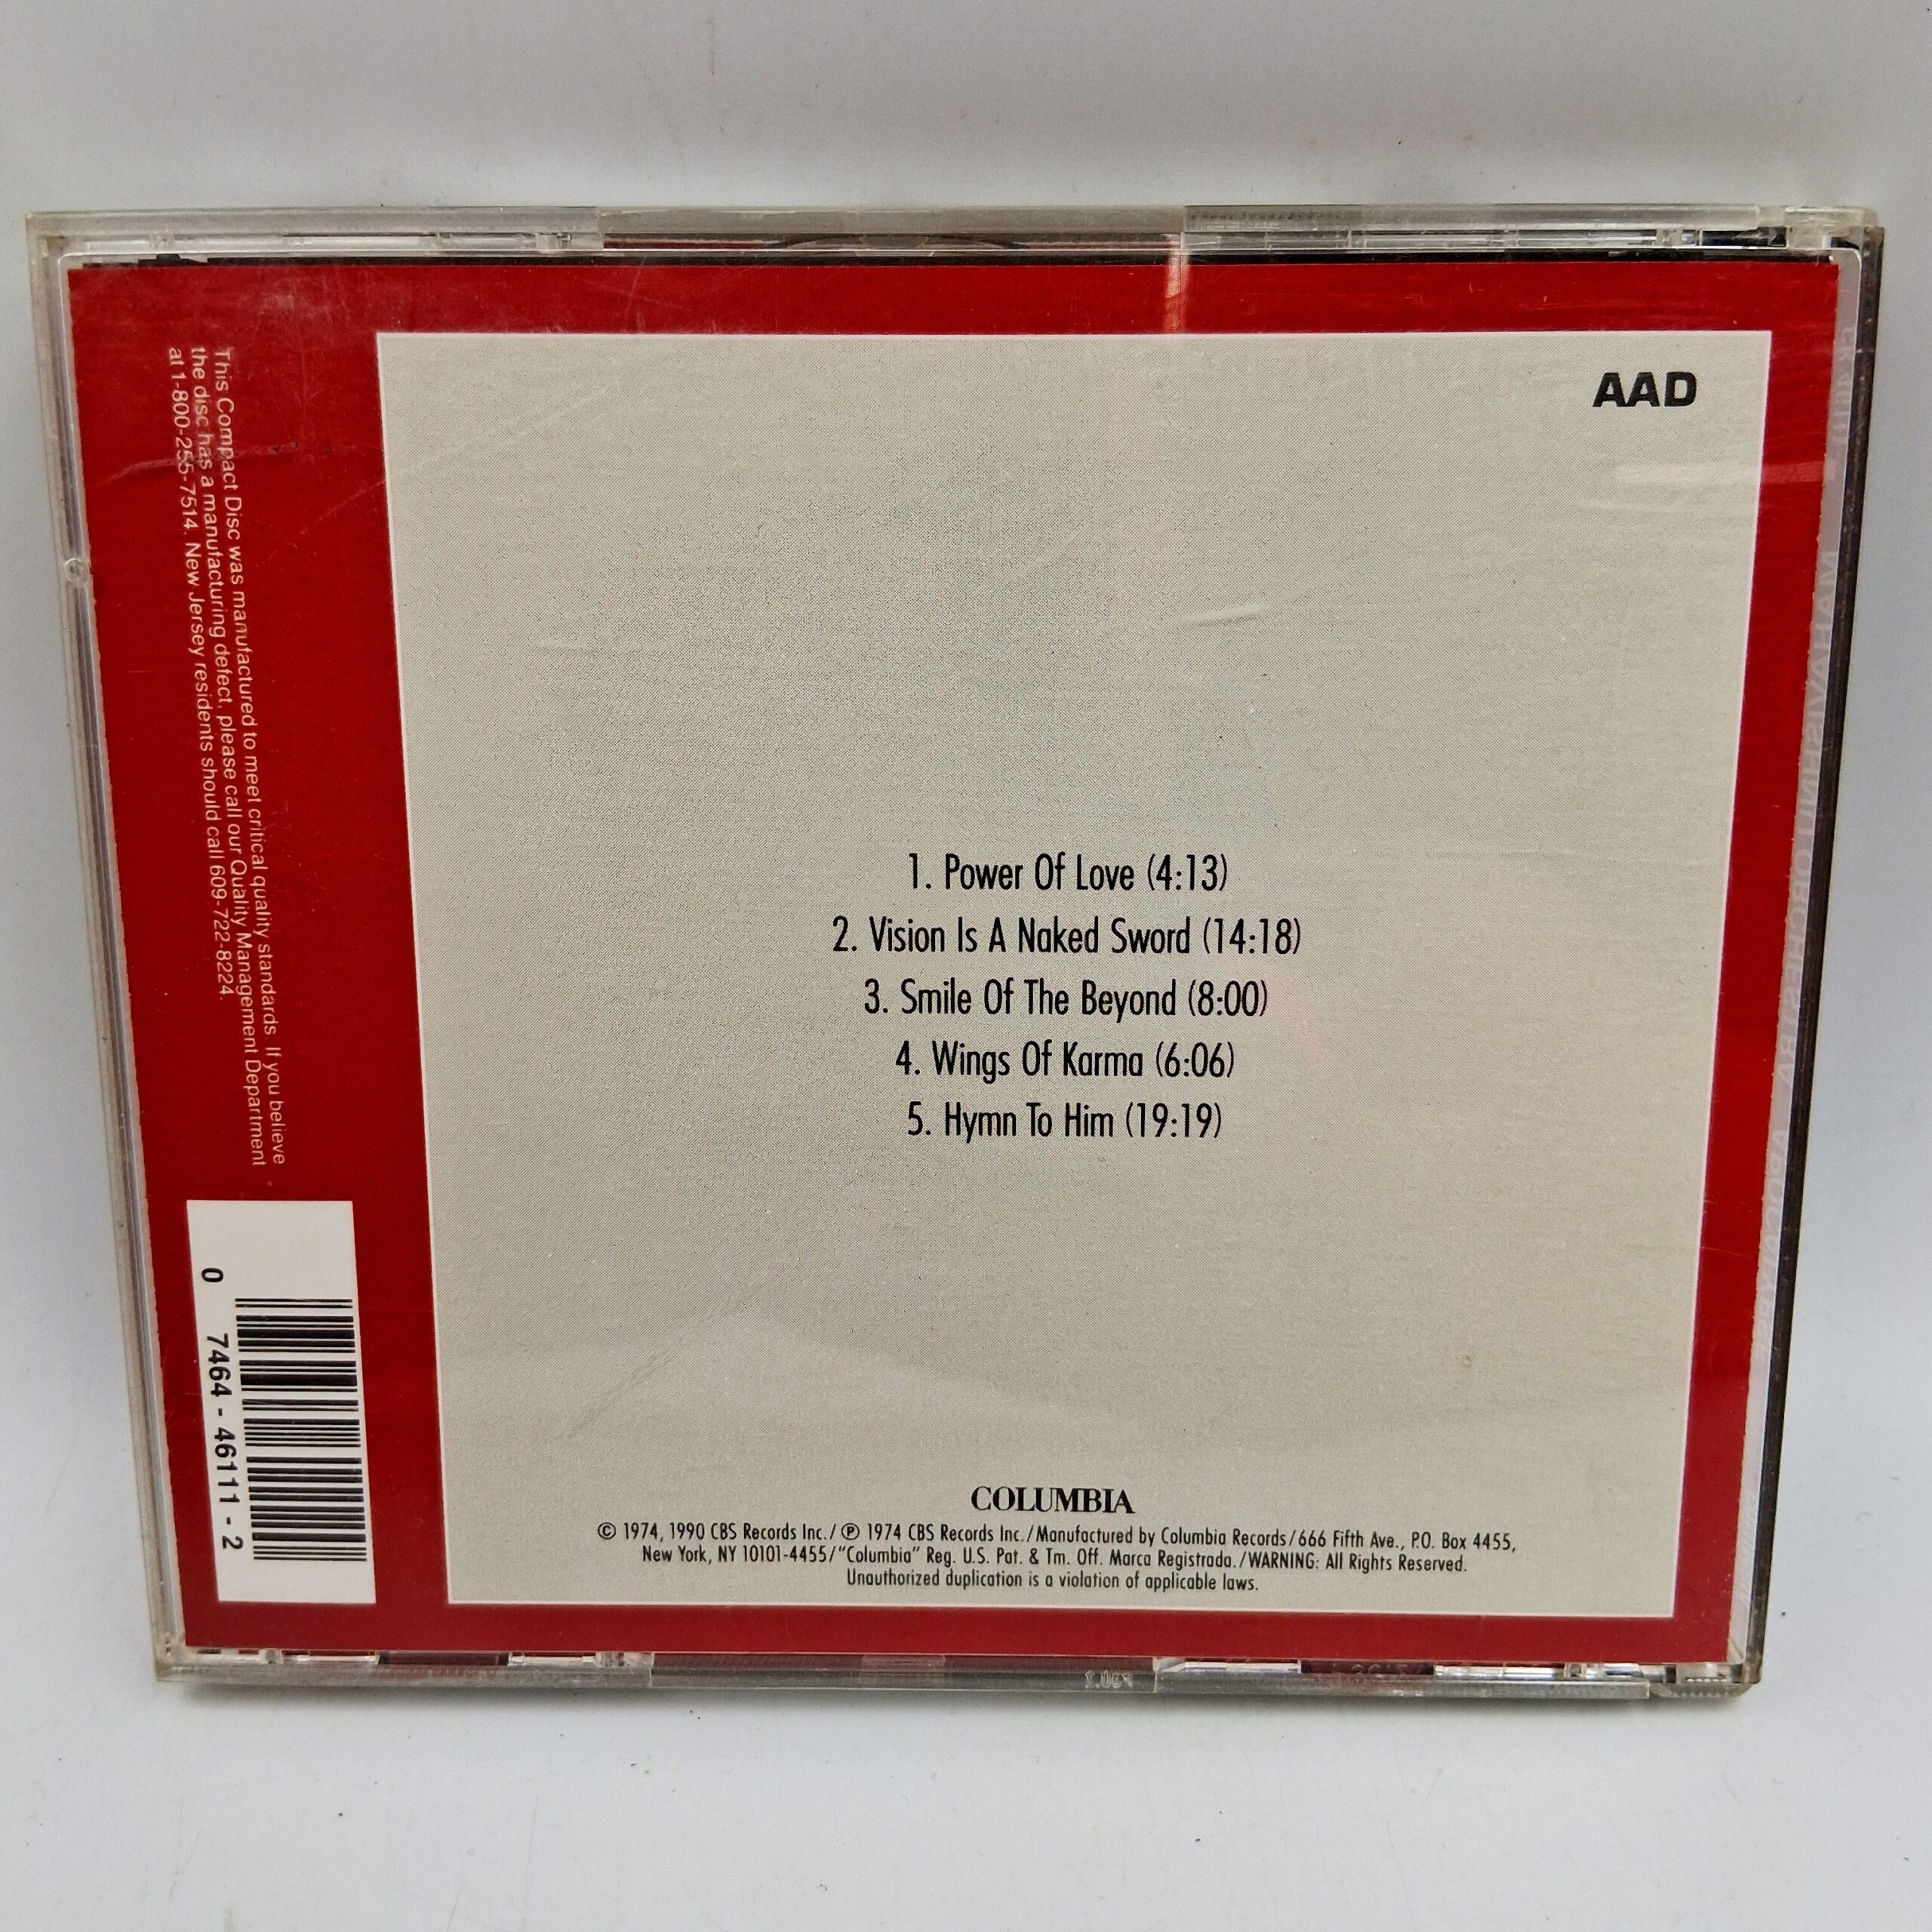 AAD
1. Power Of Love (4:13)
2. Vision Is A Naked Sword (14:18)
3. Smile Of The Beyond (8:00)
4. Wings Of Karma (6:06)
5. Hymn To Him (19:19)
COLUMBIA
© 1974, 1990 CBS Records Inc./ ℗ 1974 CBS Records Inc./Manufactured by Columbia Records/666 Fifth Ave., P.O. Box 4455,
New York, NY 10101-4455/"Columbia" Reg. U.S. Pat. & Tm. Off. Marca Registrada./WARNING: All Rights Reserved.
Unauthorized duplication is a violation of applicable laws.
This Compact Disc was manufactured to meet critical quality standards. If you believe
the disc has a manufacturing defect, please call our Quality Management Department
at 1-800-255-7514. New Jersey residents should call 609-722-8224.
0 7464-46111-2
MAHAVISHNU ORCHESTRA